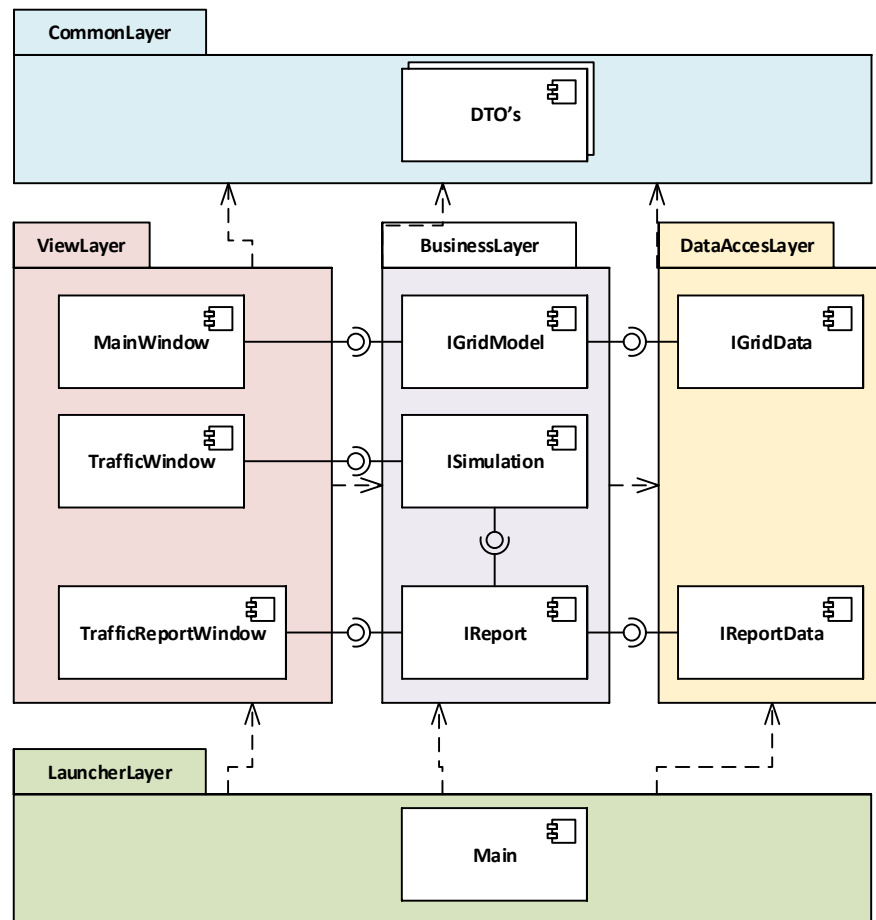 CommonLayer
DTO’s
ViewLayer
BusinessLayer
DataAccesLayer
MainWindow
IGridModel
IGridData
TrafficWindow
ISimulation
TrafficReportWindow
IReport
IReportData
LauncherLayer
Main